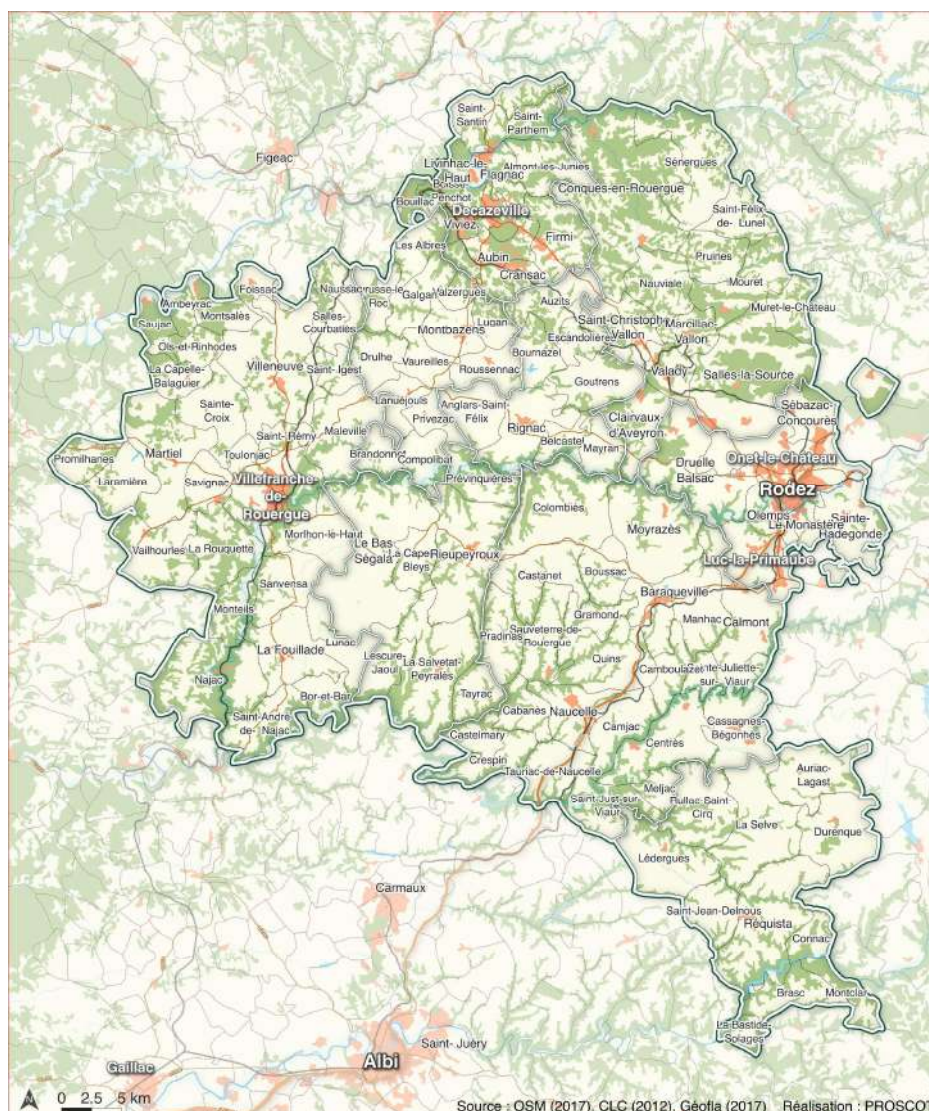 Saint-
Santin
Saint-
Parthem
Figeac
Livinhac-le-
Haut
Flagnac
Almont-les-Junies
Sénergues
Conques-en-Rouergue
Boisse-
Penchot
Bouillac
Decazeville
Viviez
Saint-Félix
de- Lunel
Firmi
Les Albres
Aubin
Pruines
Cransac
Nauviale
Mouret
Foissac
Naussac
Galgan
Valzergues
Auzits
Muret-le-Château
Ambeyrac
Montsalès
Saujac
Salles-
Courbaties
Roc
Lugan
Saint-Christophe
Vallon
Marcillac-
Vallon
Montbazens
Escandolières
Ols-et-Rinhodes
Drulhe
Vaureilles
Bournazel
La Capelle-
Balaguier
Villeneuve
Saint-Igest
Roussennac
Goutrens
Valady
Salles-la-Source
Sainte-
Croix
Lanuéjouls
Privezac
Anglars-Saint-
Félix
Rignac
Clairvaux
d'Aveyron
Sébazac-
Concourès
Saint-Rémy
Maleville
Toulonjac
Martiel
Promilhanes
Brandonnet
Compolibat
Belcastel
Mayran
Onet-le-Château
Druelle
Balsac
Laramière
Savignac
Villefranche-
de-
Rouergue
Prévinquières
Rodez
Colombiès
Olemps
Le Monastère
Sainte-
Radegonde
Morlhon-le-Haut
Moyrazès
Vailhourles
La Rouquette
Le Bas
Ségala
La Cape
Bleys
Rieupeyroux
Luc-la-Primaube
Sanvensa
Castanet
Boussac
Baraqueville
Monteils
Gramond
Manhac
Calmont
Pradinas
Sauveterre-de-
Rouergue
La Fouillade
Lunac
Lescure-
Jaoul
La Salvetat-
Peyralès
Quins
Camboulazet
nte-Juliette-
sur-
Viaur
Najac
Tayrac
Bor-et-Bar
Cabanès
Naucelle
Saint-André
de- Najac
Castelmary
Camjac
Cassagnes-
Bégonhès
Centrès
Crespin
Tauriac-de-Naucelle
Auriac-
Lagast
Meljac
Saint-Just-sur-
Viaur
Rullac-Saint-
Cirq
La Selve
Durenque
Lédergues
Carmaux
Saint-Jean-Delnous
Réquista
Connac
Brasc
Montclar
La Bastide-
Solages
Saint- Juéry
Albi
Gaillac
0 2.5 5 km
Source : OSM (2017), CLC (2012), Géofla (2017) Réalisation : PROSCOT